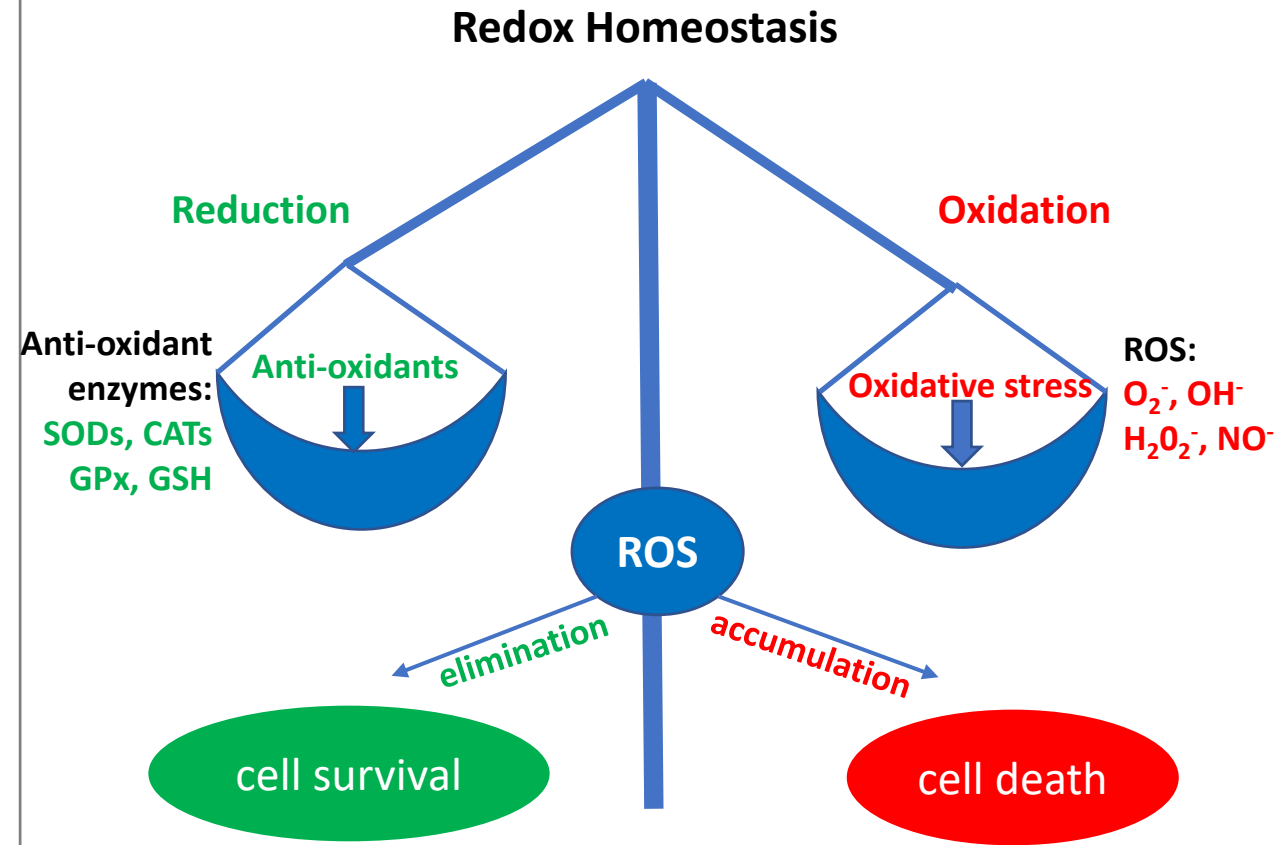 Redox Homeostasis
Reduction
Oxidation
Anti-oxidant
enzymes:
SODs, CATs
GPx, GSH
Anti-oxidants
Oxidative stress
ROS:
O₂⁻, OH⁻
H₂0₂⁻, NO⁻
ROS
elimination
accumulation
cell survival
cell death